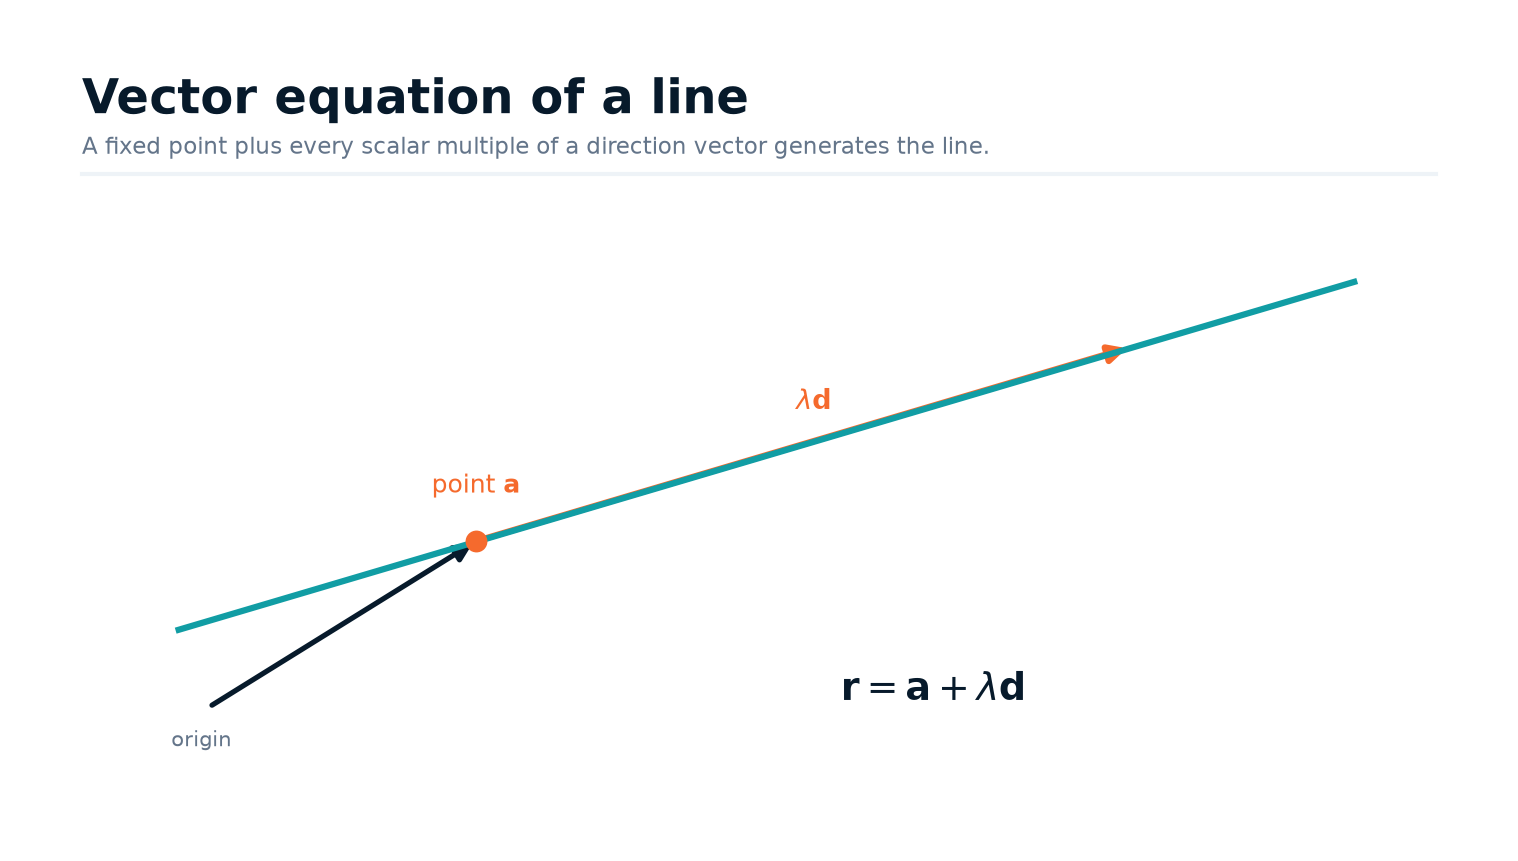 Vector equation of a line
A fixed point plus every scalar multiple of a direction vector generates the line.
λd
point a
r = a + λd
origin